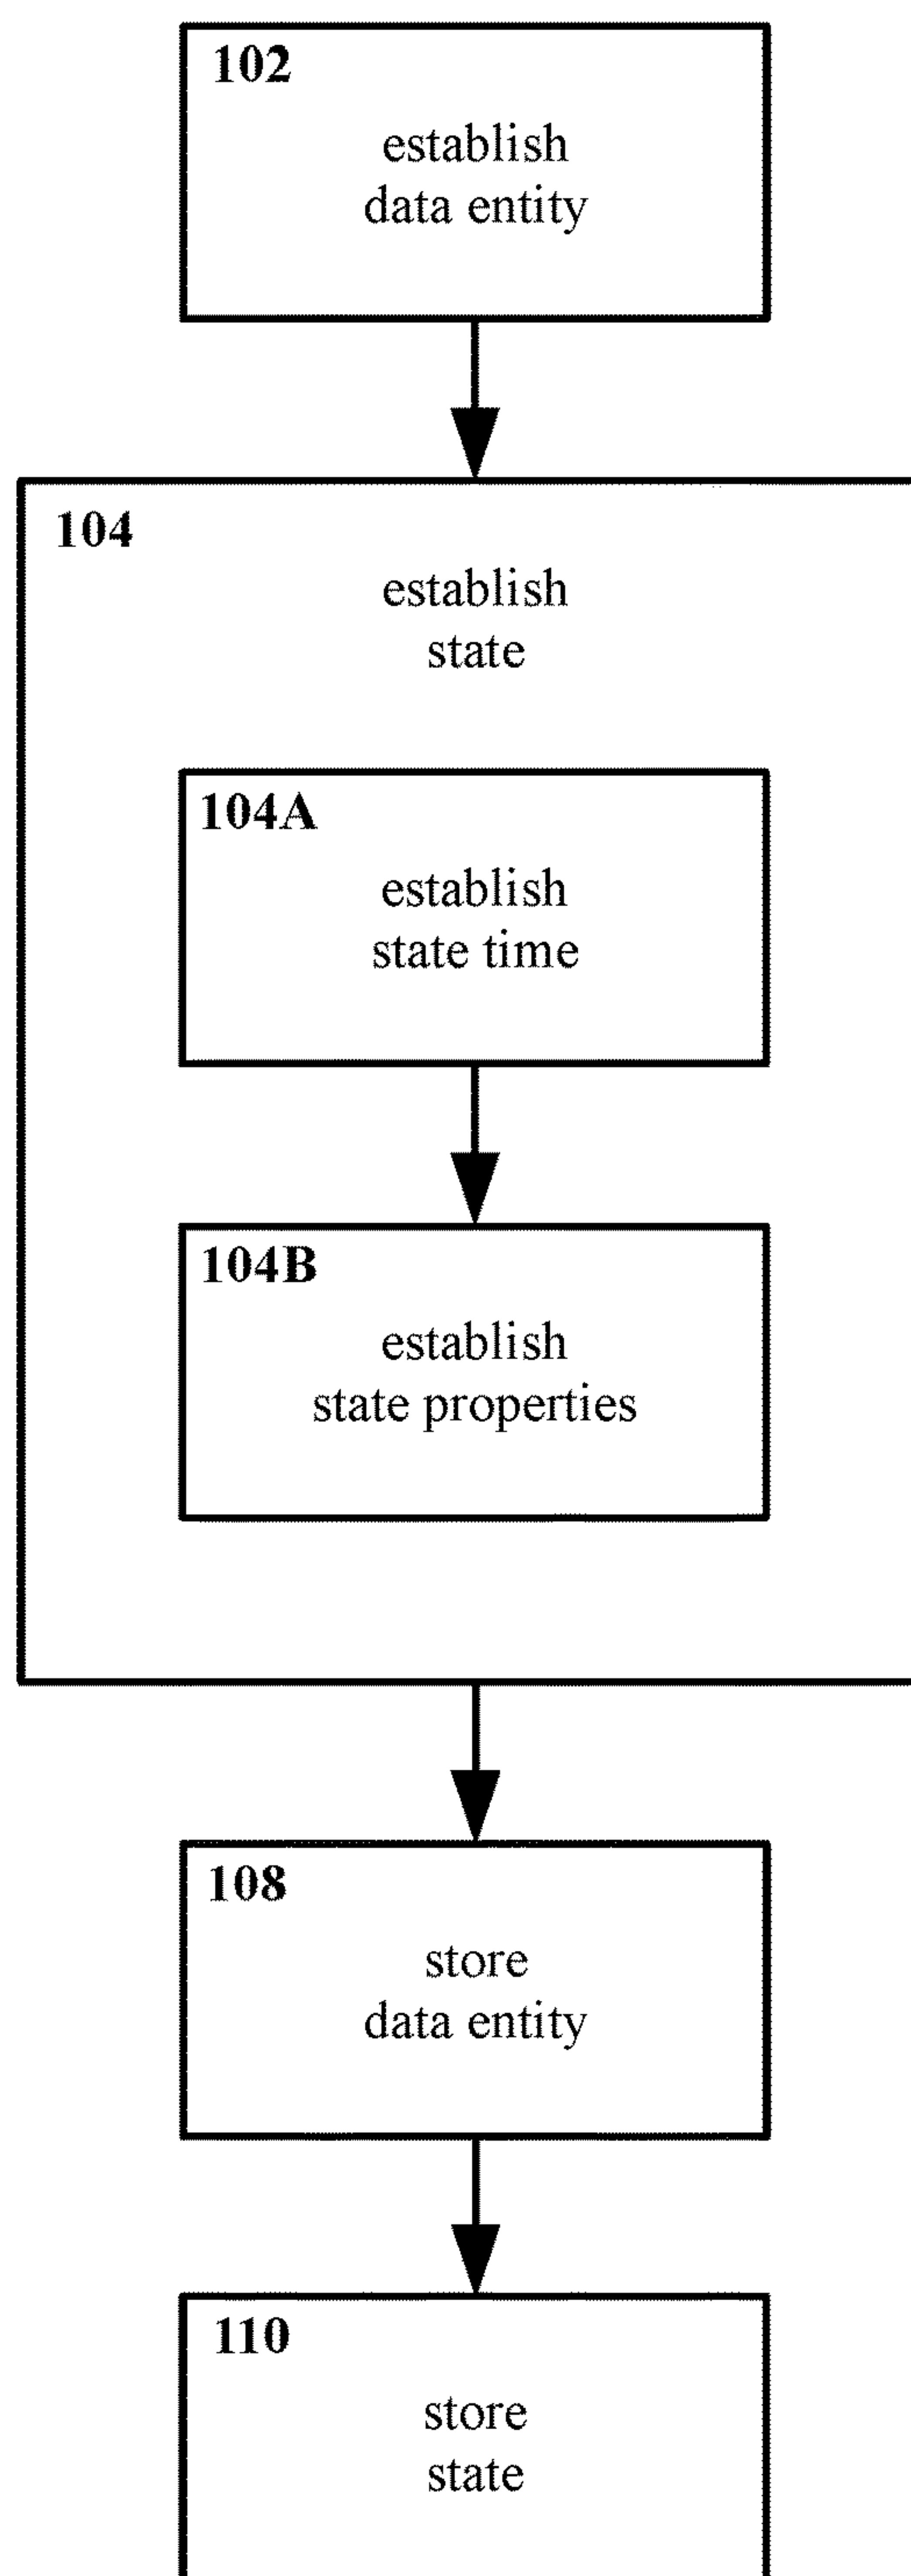 102
establish
data entity
104
establish
state
104A
establish
state time
104B
establish
state properties
108
store
data entity
110
store
state